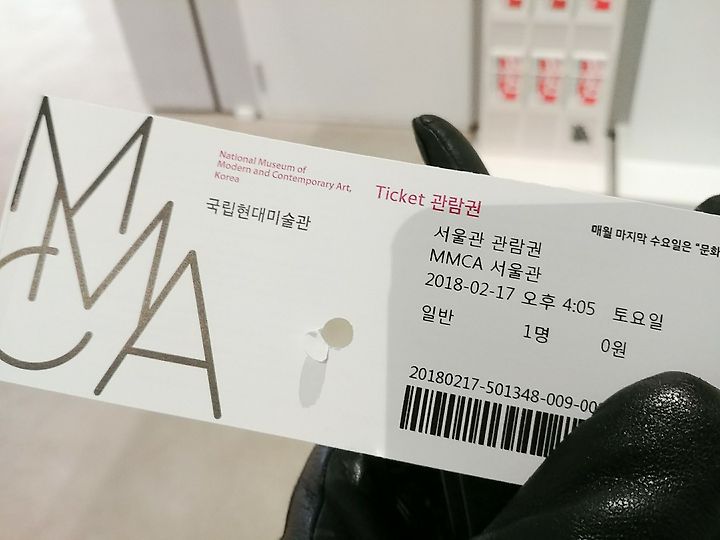 MMCA
National Museum of
Modern and Contemporary Art,
Korea
국립현대미술관
Ticket 관람권
매월 마지막 수요일은 "문화
서울관 관람권
MMCA 서울관
2018-02-17 오후 4:05 토요일
일반 1명 0원
20180217-501348-009-00